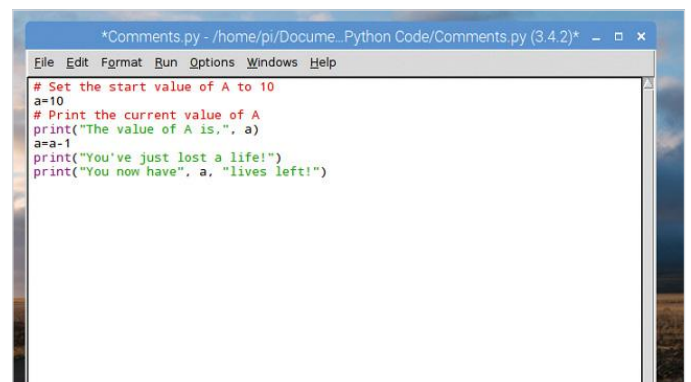 *Comments.py - /home/pi/Docume...Python Code/Comments.py (3.4.2)*
File Edit Format Run Options Windows Help
# Set the start value of A to 10
a=10
# Print the current value of A
print("The value of A is,", a)
a=a-1
print("You've just lost a life!")
print("You now have", a, "lives left!")